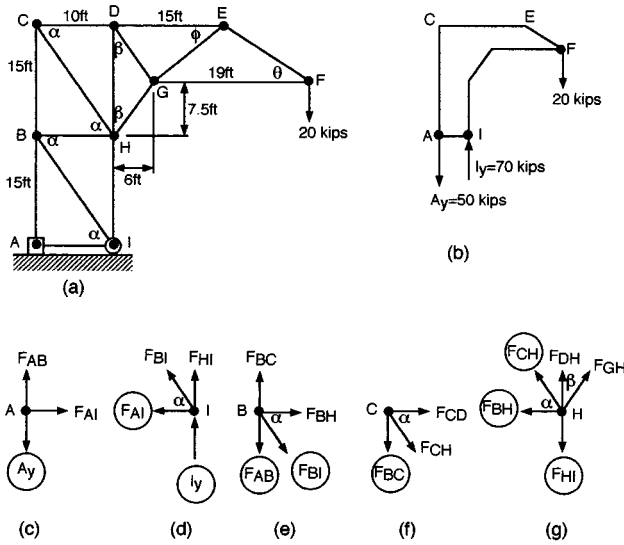 C
10ft
D
15ft
E
α
β
ϕ
15ft
G
19ft
θ
F
β
7.5ft
20 kips
B
α
α
H
6ft
15ft
A
α
I
(a)
C
E
F
20 kips
A
I
Iy=70 kips
Ay=50 kips
(b)
FAB
A
FAI
Ay
(c)
FBI
FHI
α
FAI
I
Iy
(d)
FBC
B
α
FBH
FAB
FBI
(e)
C
FCD
α
FCH
FBC
(f)
FCH
FDH
FGH
β
α
FBH
H
FHI
(g)